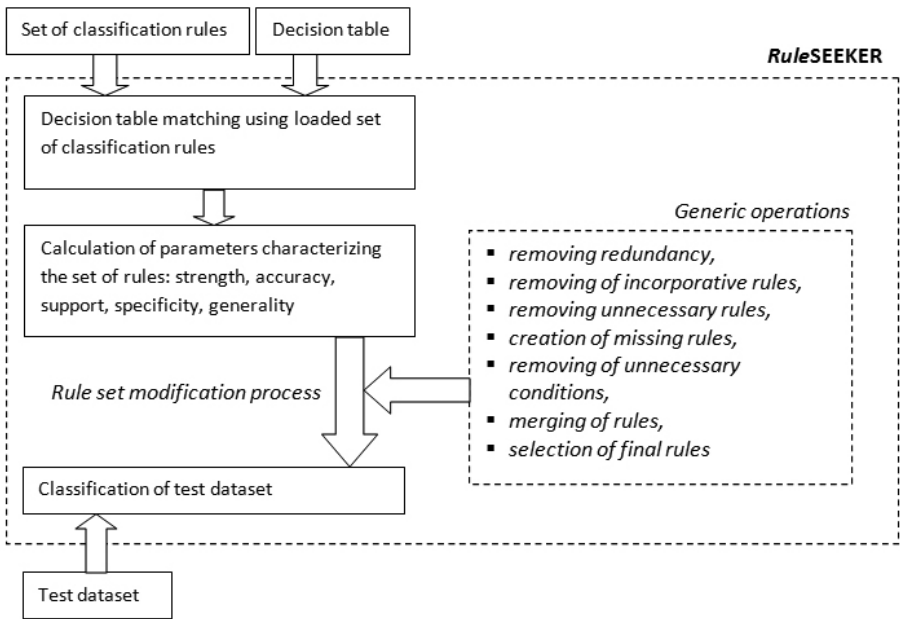 Set of classification rules
Decision table
RuleSEEKER
Decision table matching using loaded set
of classification rules
Generic operations
Calculation of parameters characterizing
the set of rules: strength, accuracy,
support, specificity, generality
▪ removing redundancy,
▪ removing of incorporative rules,
▪ removing unnecessary rules,
▪ creation of missing rules,
▪ removing of unnecessary
conditions,
▪ merging of rules,
▪ selection of final rules
Rule set modification process
Classification of test dataset
Test dataset